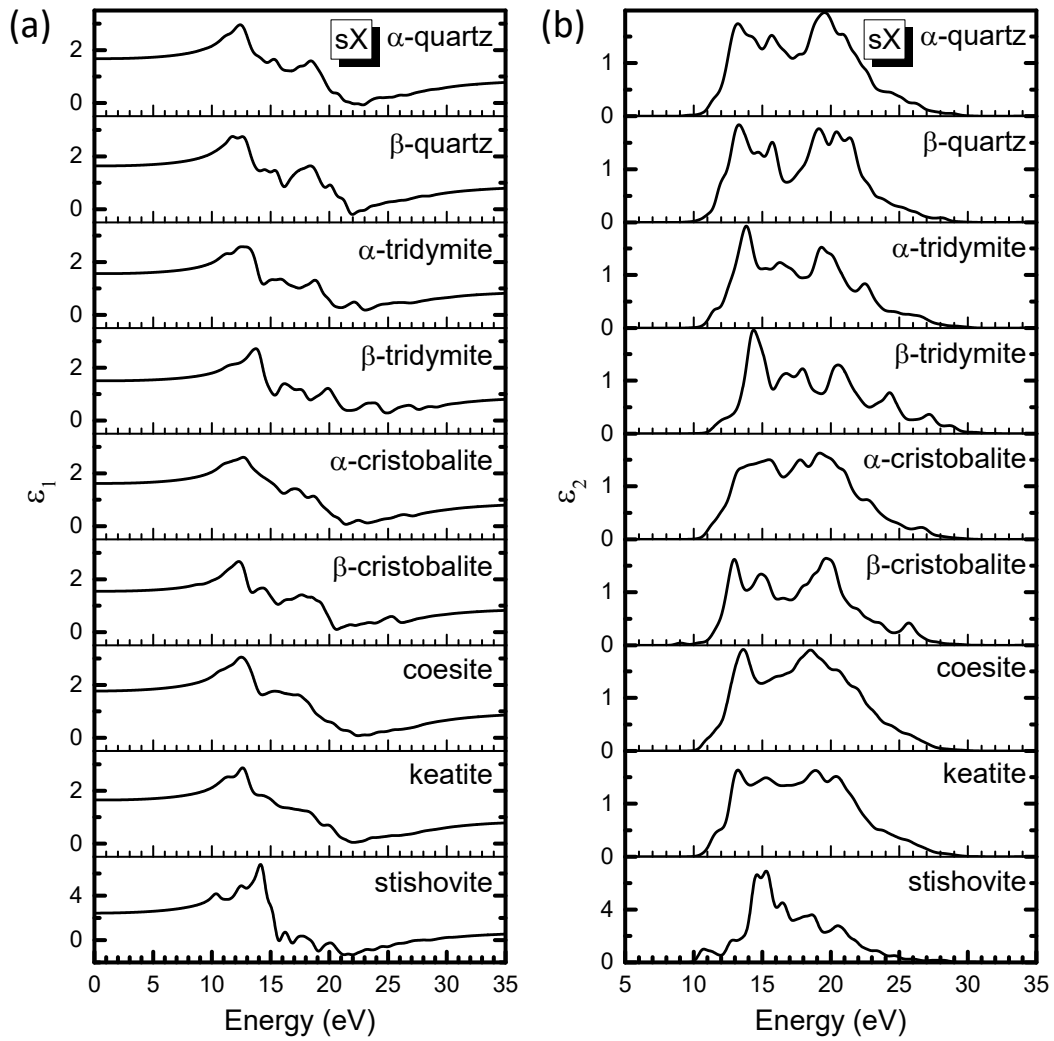 (a)
sX α-quartz
2
0
β-quartz
2
0
α-tridymite
2
0
β-tridymite
2
0
α-cristobalite
2
0
β-cristobalite
2
0
coesite
2
0
keatite
2
0
stishovite
4
0
ε1
0 5 10 15 20 25 30 35
Energy (eV)
(b)
sX α-quartz
1
0
β-quartz
1
0
α-tridymite
1
0
β-tridymite
1
0
α-cristobalite
1
0
β-cristobalite
1
0
coesite
1
0
keatite
1
0
stishovite
4
0
ε2
5 10 15 20 25 30 35
Energy (eV)